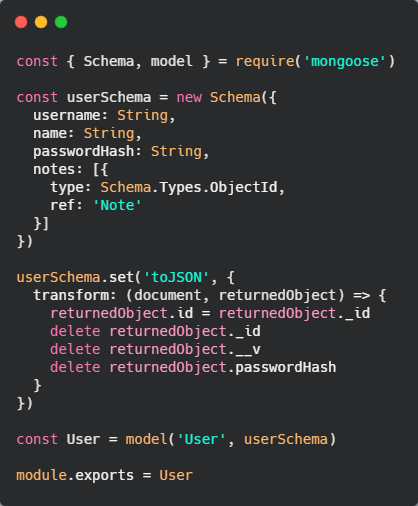 const { Schema, model } = require('mongoose')

const userSchema = new Schema({
  username: String,
  name: String,
  passwordHash: String,
  notes: [{
    type: Schema.Types.ObjectId,
    ref: 'Note'
  }]
})

userSchema.set('toJSON', {
  transform: (document, returnedObject) => {
    returnedObject.id = returnedObject._id
    delete returnedObject._id
    delete returnedObject.__v
    delete returnedObject.passwordHash
  }
})

const User = model('User', userSchema)

module.exports = User